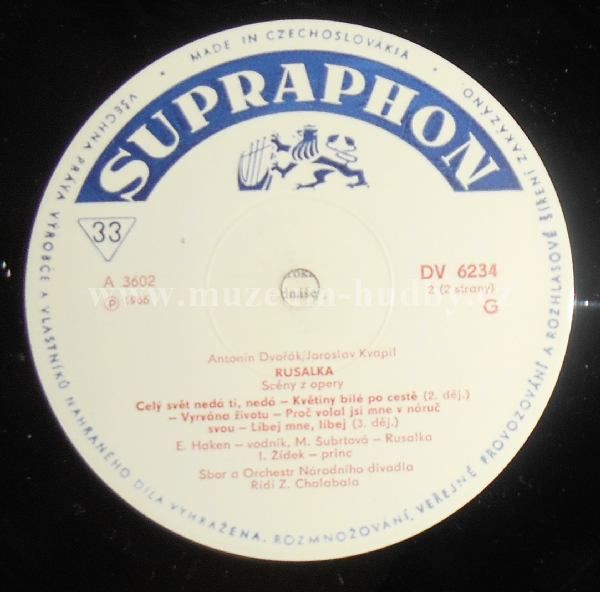 VŠECHNA PRÁVA VÝROBCE A VLASTNÍKŮ NAHRANÉHO DÍLA VYHRAŽENA. ROZMNOŽOVÁNÍ, VEŘEJNÉ PROVOZOVÁNÍ A ROZHLASOVÉ ŠÍŘENÍ ZAKÁZÁNO
• MADE IN CZECHOSLOVAKIA •
SUPRAPHON
33
A 3602
Ⓟ 1966
DV 6234
2 (2 strany)
G
www.muzeum-hudby.cz
Antonín Dvořák/Jaroslav Kvapil
RUSALKA
Scény z opery
Celý svět nedá ti, nedá – Květiny bílé po cestě (2. děj.)
– Vyrvána životu – Proč volal jsi mne v náruč
svou – Líbej mne, líbej (3. děj.)
E. Haken – vodník, M. Šubrtová – Rusalka
I. Žídek – princ
Sbor a Orchestr Národního divadla
Řídí Z. Chalabala